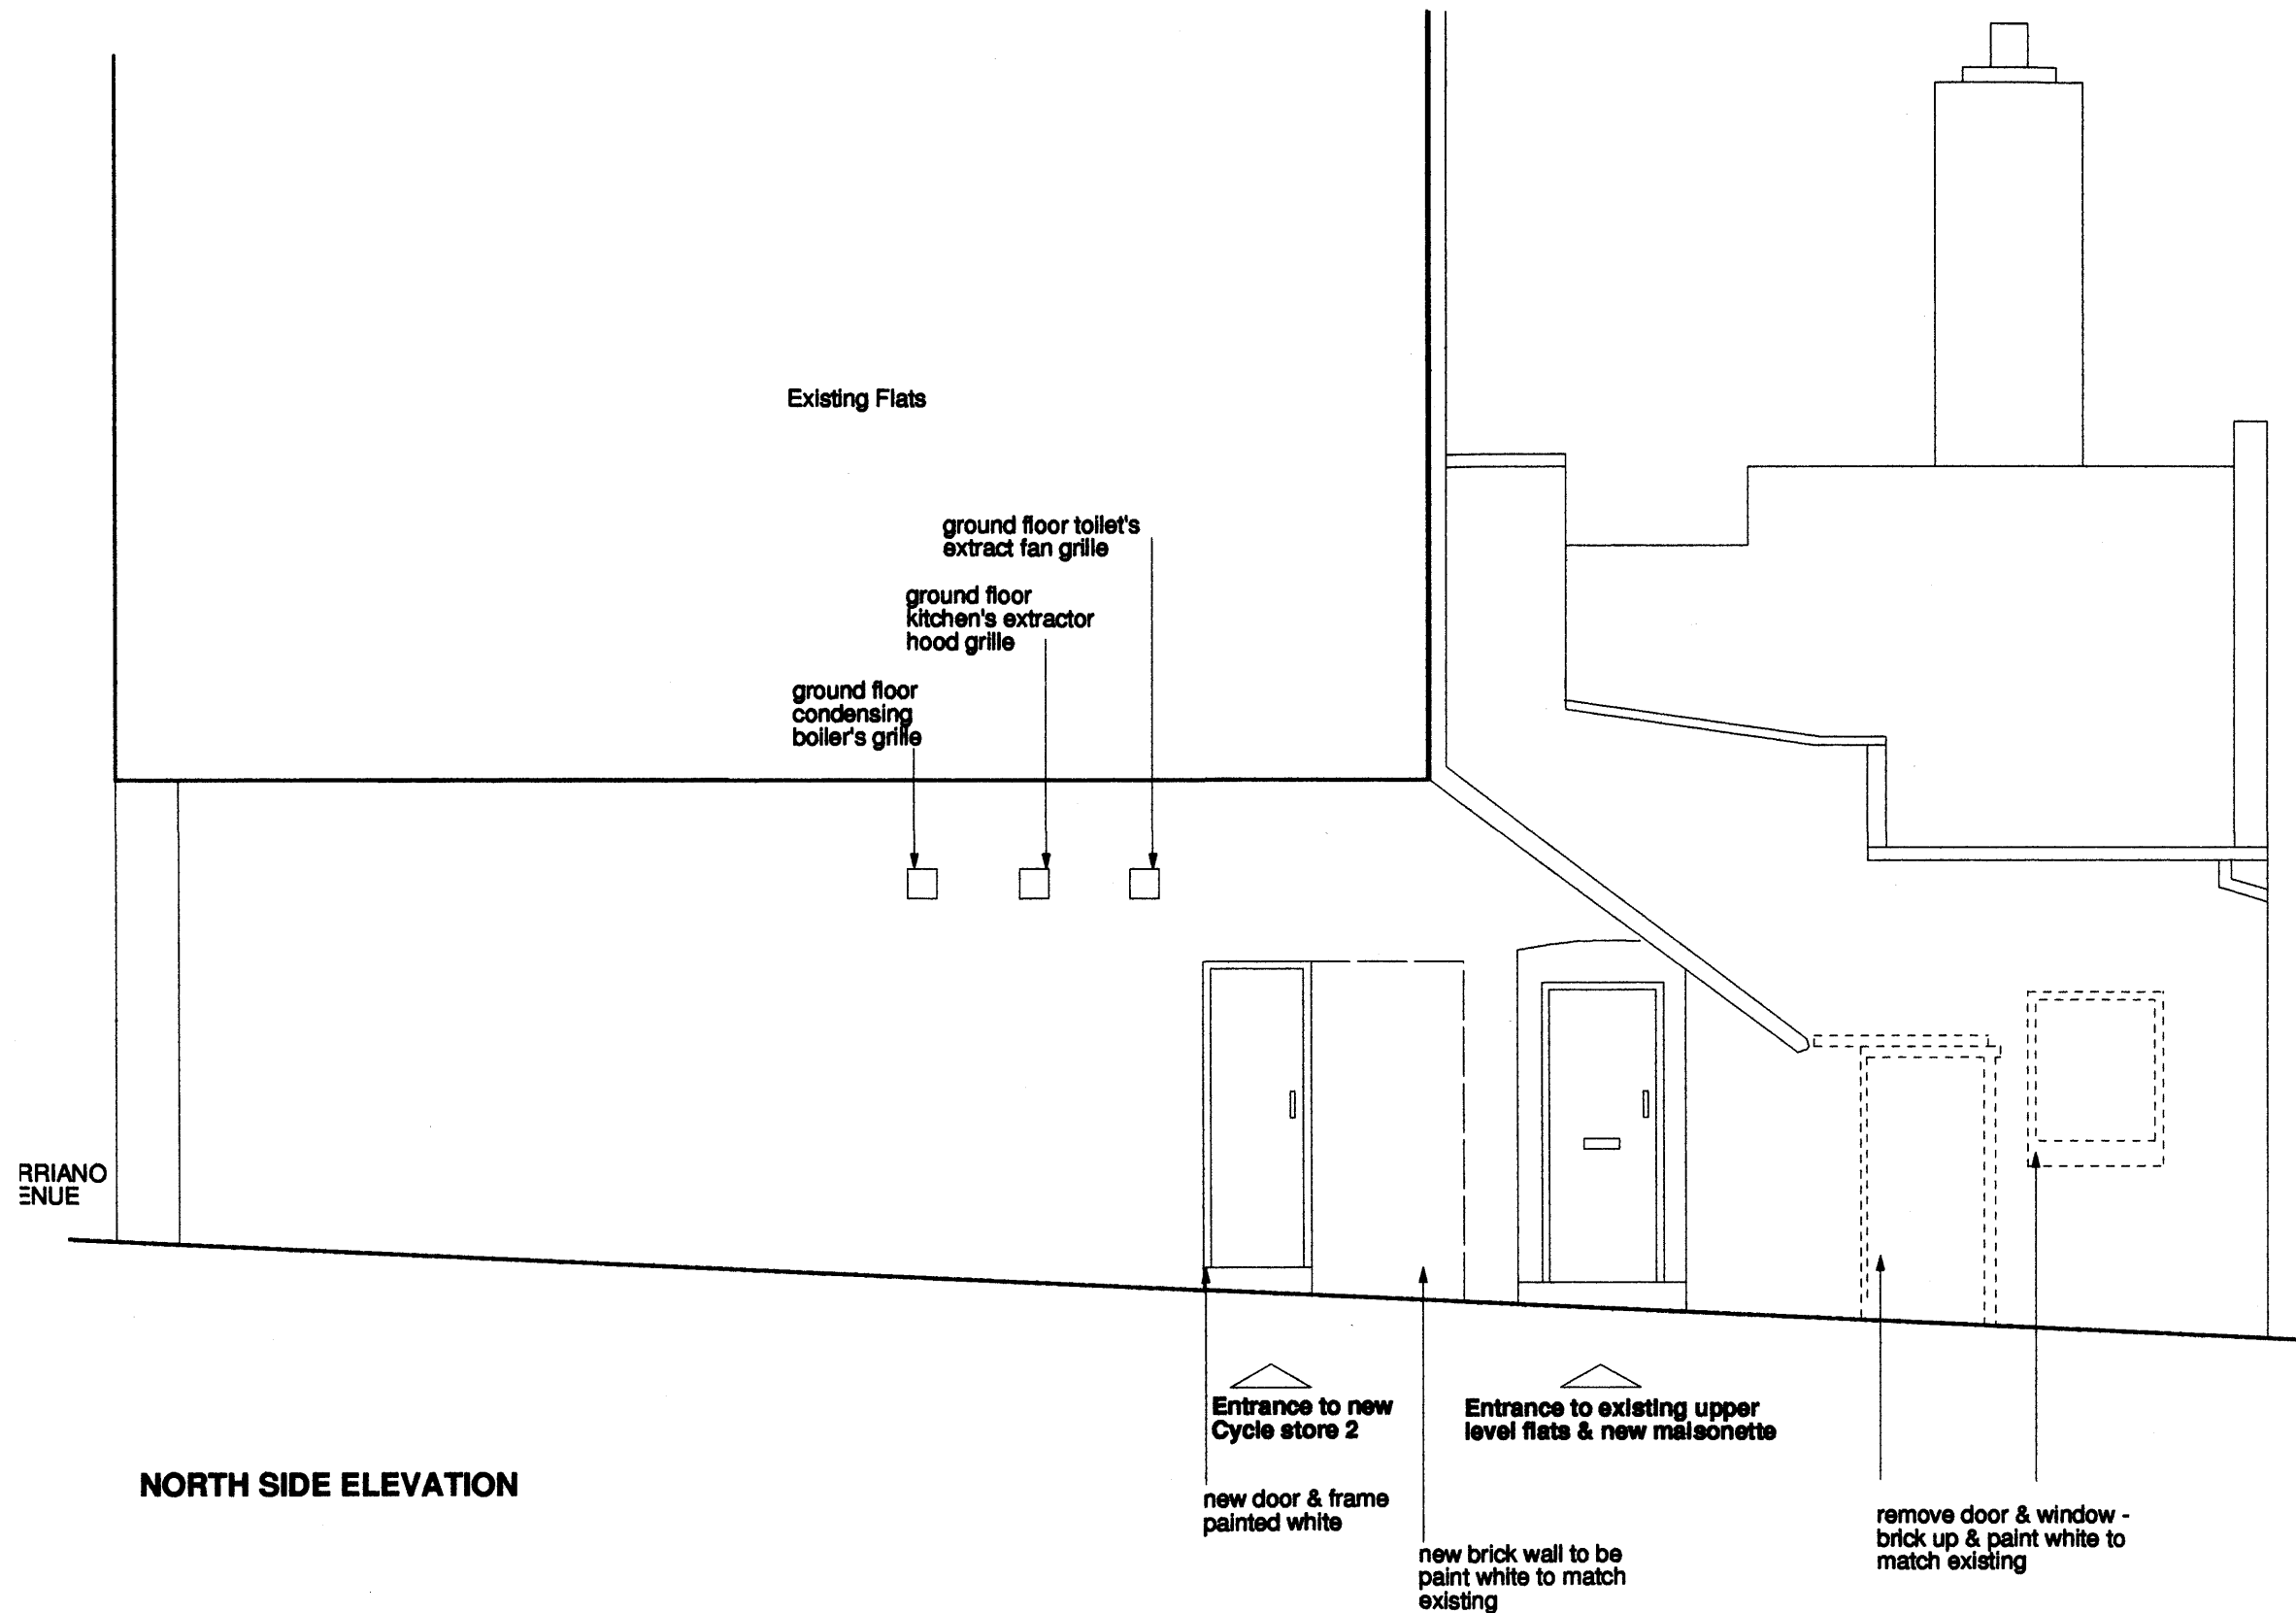 Existing Flats
ground floor toilet's
extract fan grille
ground floor
kitchen's extractor
hood grille
ground floor
condensing
boiler's grille
RRIANO
ENUE
Entrance to new
Cycle store 2
Entrance to existing upper
level flats & new maisonette
NORTH SIDE ELEVATION
new door & frame
painted white
new brick wall to be
paint white to match
existing
remove door & window -
brick up & paint white to
match existing